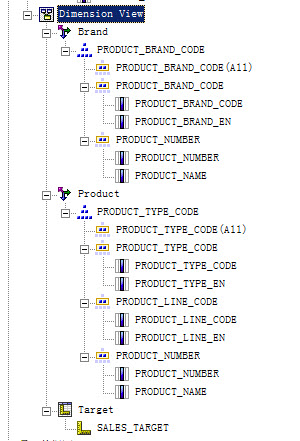 Dimension View
Brand
PRODUCT_BRAND_CODE
PRODUCT_BRAND_CODE(All)
PRODUCT_BRAND_CODE
PRODUCT_BRAND_CODE
PRODUCT_BRAND_EN
PRODUCT_NUMBER
PRODUCT_NUMBER
PRODUCT_NAME
Product
PRODUCT_TYPE_CODE
PRODUCT_TYPE_CODE(All)
PRODUCT_TYPE_CODE
PRODUCT_TYPE_CODE
PRODUCT_TYPE_EN
PRODUCT_LINE_CODE
PRODUCT_LINE_CODE
PRODUCT_LINE_EN
PRODUCT_NUMBER
PRODUCT_NUMBER
PRODUCT_NAME
Target
SALES_TARGET